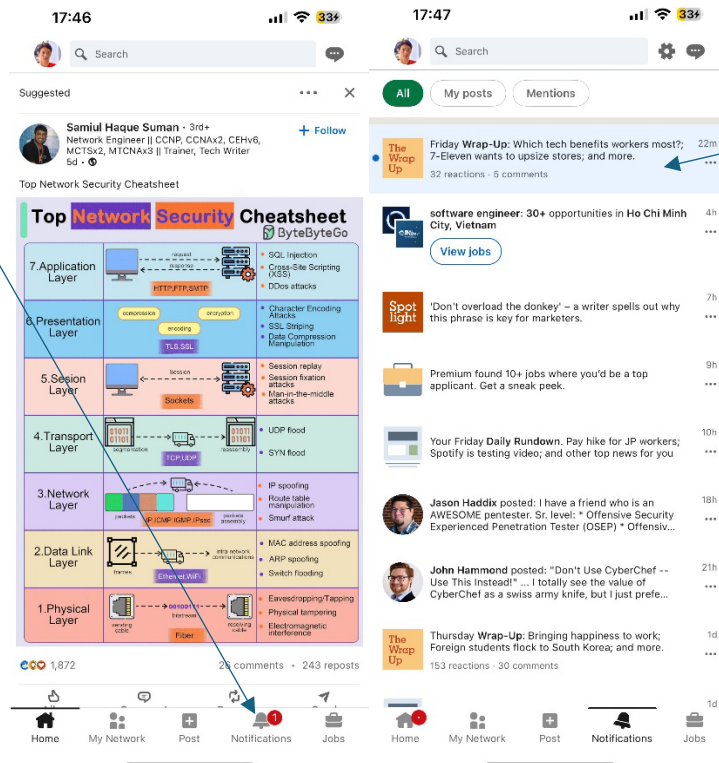 17:46
33
Search
Suggested
Samiul Haque Suman • 3rd+
Network Engineer || CCNP, CCNAx2, CEHv6,
MCTSx2, MTCNAx3 || Trainer, Tech Writer
5d •
+ Follow
Top Network Security Cheatsheet
Top Network Security Cheatsheet
ByteByteGo
7.Application
Layer
request
response
HTTP,FTP,SMTP
SQL Injection
Cross-Site Scripting
(XSS)
DDos attacks
6.Presentation
Layer
compression
encryption
encoding
TLS,SSL
Character Encoding
Attacks
SSL Striping
Data Compression
Manipulation
5.Sesion
Layer
Session
Sockets
Session replay
Session fixation
attacks
Man-in-the-middle
attacks
4.Transport
Layer
01011
01101
01011
01101
segmentation
reassembly
TCP,UDP
UDP flood
SYN flood
3.Network
Layer
packets
packets
assembly
IP,ICMP,IGMP,IPsec
IP spoofing
Route table
manipulation
Smurf attack
2.Data Link
Layer
frames
intra-network
communications
Ethernet,WiFi
MAC address spoofing
ARP spoofing
Switch flooding
1.Physical
Layer
sending
cable
00100111
bitstream
receiving
cable
Fiber
Eavesdropping/Tapping
Physical tampering
Electromagnetic
interference
1,872
26 comments • 243 reposts
Home
My Network
Post
1
Notifications
Jobs
17:47
33
Search
All
My posts
Mentions
The
Wrap
Up
Friday Wrap-Up: Which tech benefits workers most?;
7-Eleven wants to upsize stores; and more.
32 reactions · 5 comments
22m
software engineer: 30+ opportunities in Ho Chi Minh
City, Vietnam
View jobs
4h
Spot
light
'Don't overload the donkey' – a writer spells out why
this phrase is key for marketers.
7h
Premium found 10+ jobs where you'd be a top
applicant. Get a sneak peek.
9h
Your Friday Daily Rundown. Pay hike for JP workers;
Spotify is testing video; and other top news for you
10h
Jason Haddix posted: I have a friend who is an
AWESOME pentester. Sr. level: * Offensive Security
Experienced Penetration Tester (OSEP) * Offensiv...
18h
John Hammond posted: "Don't Use CyberChef --
Use This Instead!" ... I totally see the value of
CyberChef as a swiss army knife, but I just prefe...
21h
The
Wrap
Up
Thursday Wrap-Up: Bringing happiness to work;
Foreign students flock to South Korea; and more.
153 reactions · 30 comments
1d
1d
Home
My Network
Post
Notifications
Jobs